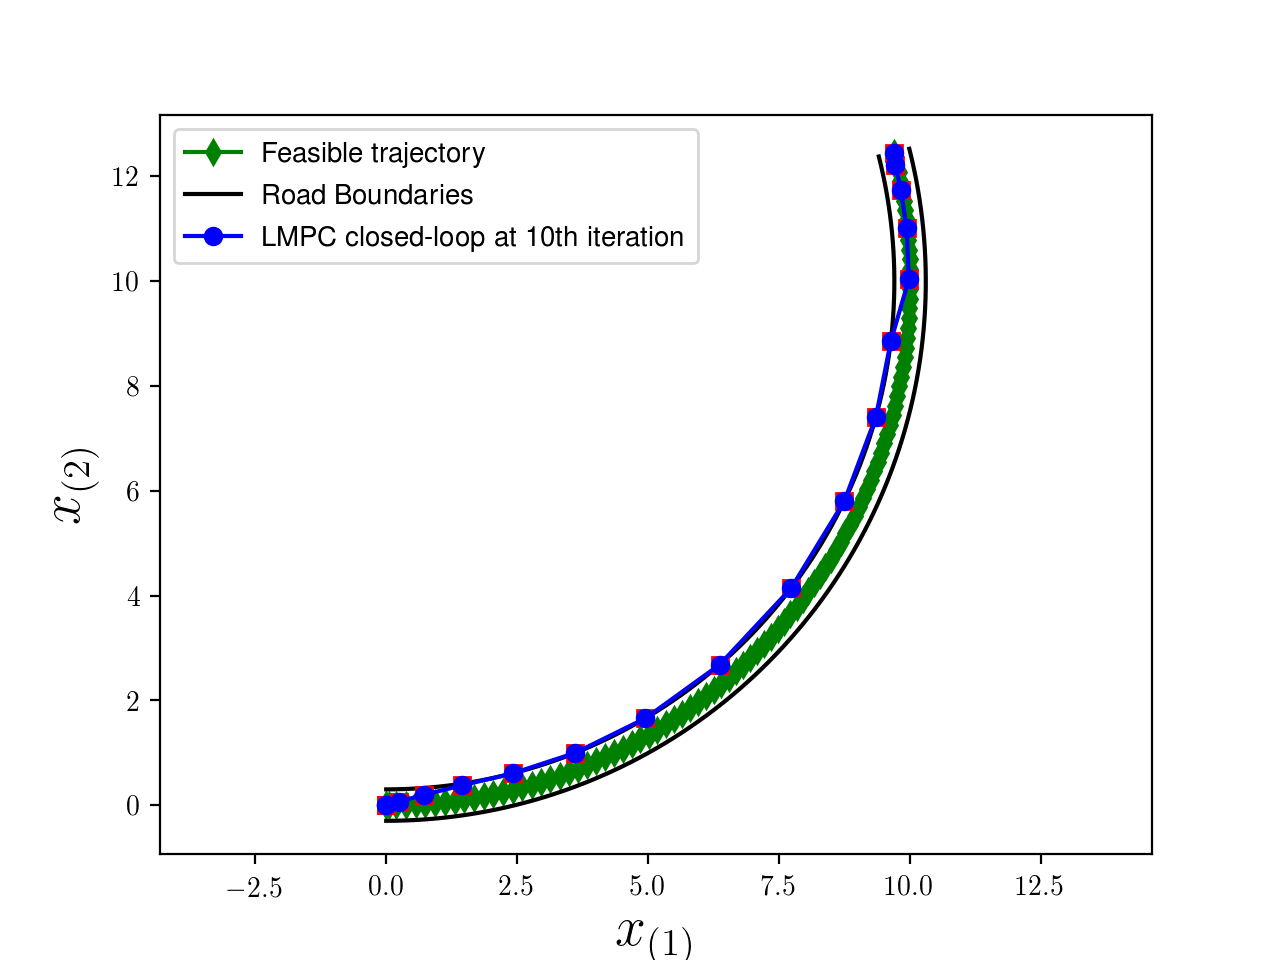 Feasible trajectory
Road Boundaries
LMPC closed-loop at 10th iteration
12
10
8
6
4
2
0
x(2)
−2.5 0.0 2.5 5.0 7.5 10.0 12.5
x(1)